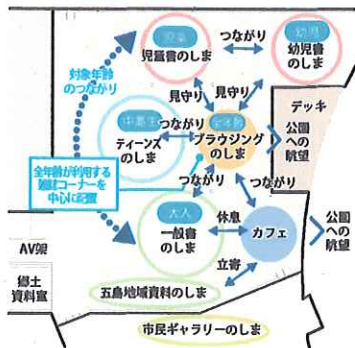 児童
児童書のしま
つながり
幼児
幼児書のしま
対象年齢
のつながり
見守り
見守り
デッキ
中高生
ティーンズ
のしま
つながり
全年齢
ブラウジング
のしま
公園
への
眺望
全年齢が利用する
雑誌コーナーを
中心に配置
つながり
つながり
大人
一般書
のしま
休息
カフェ
公園
への
眺望
AV架
立寄
郷土
資料室
五島地域資料のしま
市民ギャラリーのしま